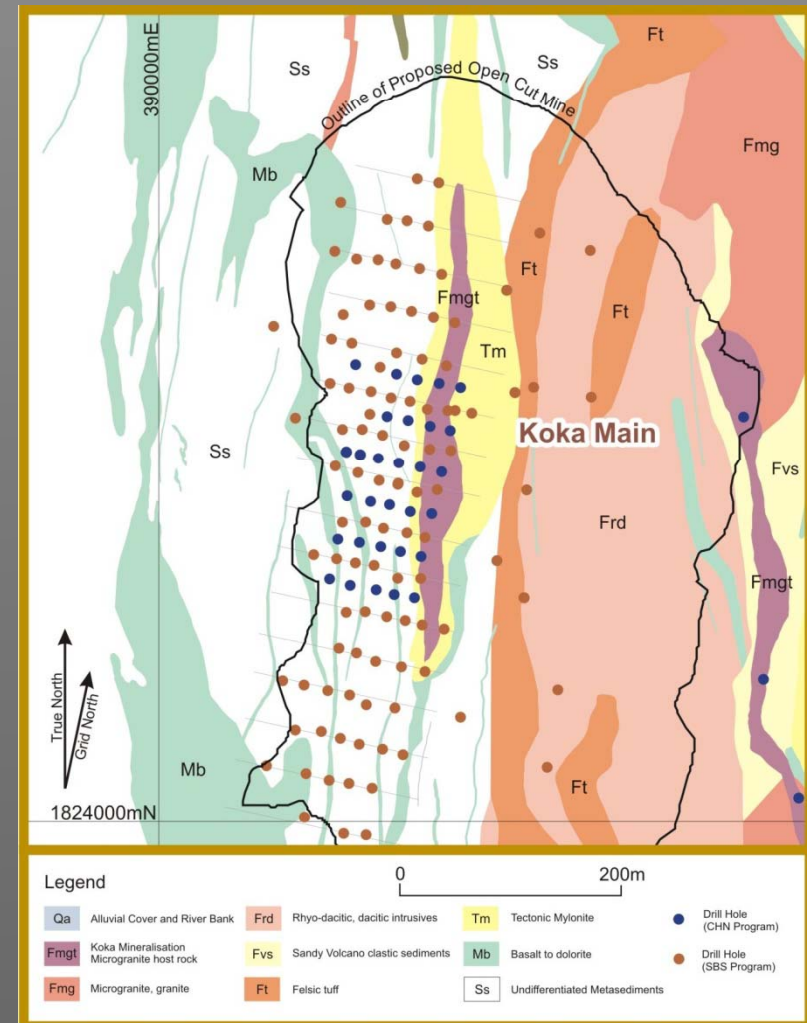 390000mE
Ss
Outline of Proposed Open Cut Mine
Ss
Ft
Mb
Fmg
Ft
Fmgt
Ft
Tm
Koka Main
Ss
Fvs
Frd
Fmgt
True North
Grid North
Mb
Ft
1824000mN
Legend
0
200m
Qa Alluvial Cover and River Bank
Fmgt Koka Mineralisation
Microgranite host rock
Fmg Microgranite, granite
Frd Rhyo-dacitic, dacitic intrusives
Fvs Sandy Volcano clastic sediments
Ft Felsic tuff
Tm Tectonic Mylonite
Mb Basalt to dolorite
Ss Undifferentiated Metasediments
Drill Hole
(CHN Program)
Drill Hole
(SBS Program)